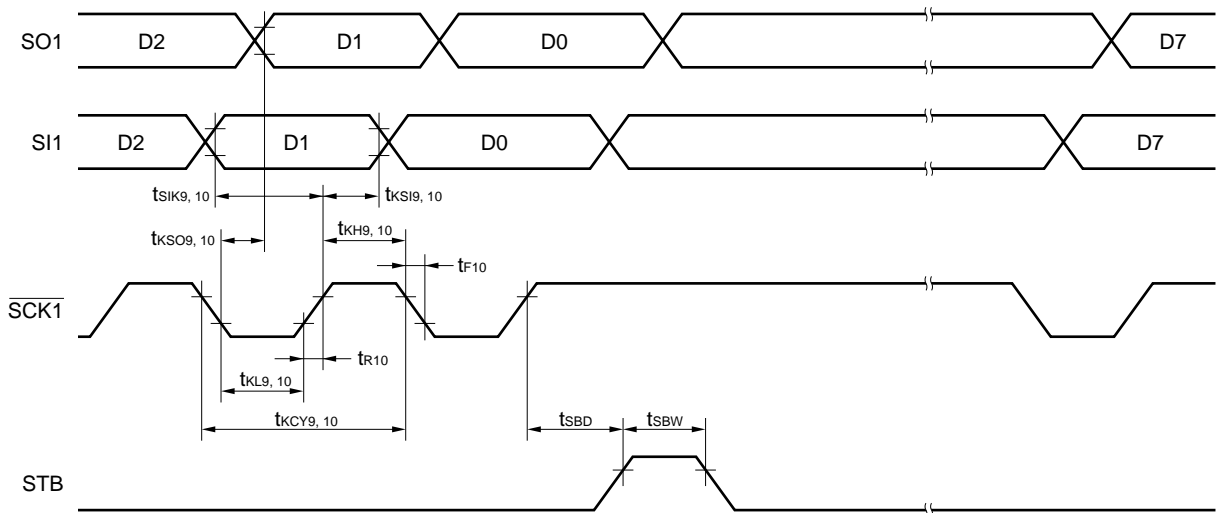 SO1 D2 D1 D0 D7
SI1 D2 D1 D0 D7
tSIK9, 10 tKSI9, 10
tKSO9, 10 tKH9, 10
tF10
SCK1
tR10
tKL9, 10
tKCY9, 10 tSBD tSBW
STB